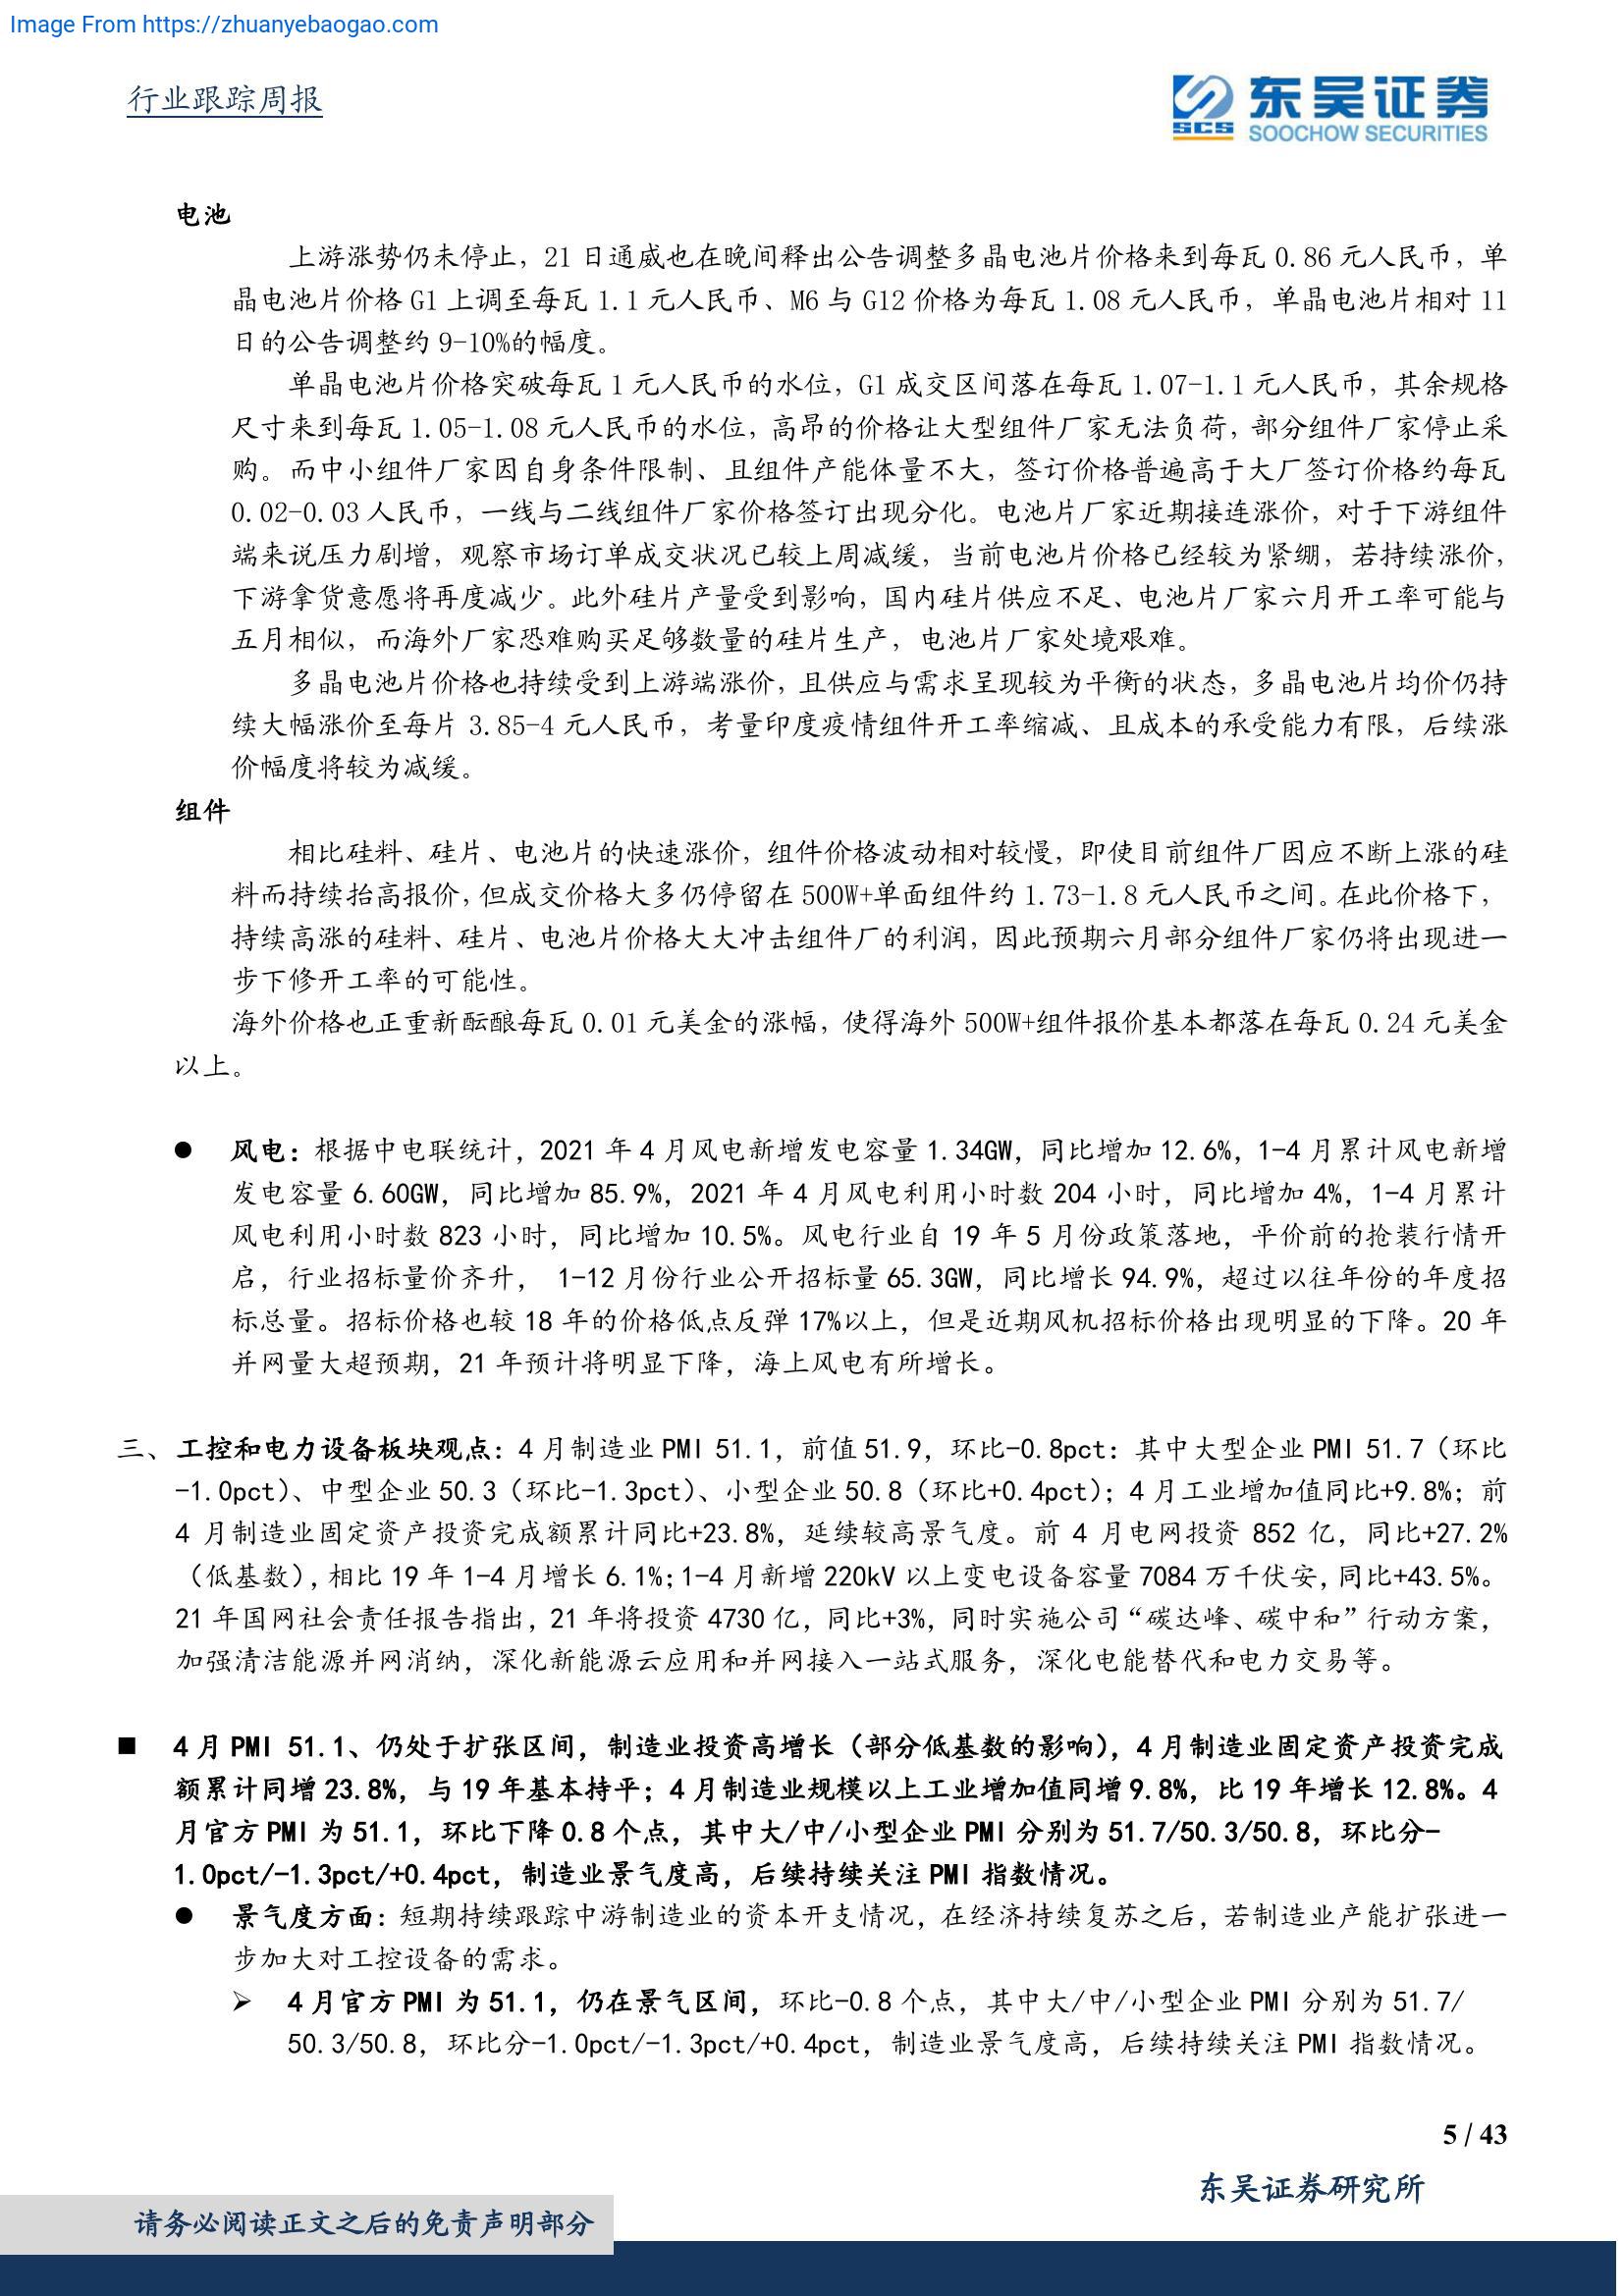 Image From https://zhuanyebaogao.com
行业跟踪周报
SCS 东吴证券
SOOCHOW SECURITIES
电池
上游涨势仍未停止，21 日通威也在晚间释出公告调整多晶电池片价格来到每瓦 0.86 元人民币，单
晶电池片价格 G1 上调至每瓦 1.1 元人民币、M6 与 G12 价格为每瓦 1.08 元人民币，单晶电池片相对 11
日的公告调整约 9-10%的幅度。
单晶电池片价格突破每瓦 1 元人民币的水位，G1 成交区间落在每瓦 1.07-1.1 元人民币，其余规格
尺寸来到每瓦 1.05-1.08 元人民币的水位，高昂的价格让大型组件厂家无法负荷，部分组件厂家停止采
购。而中小组件厂家因自身条件限制、且组件产能体量不大，签订价格普遍高于大厂签订价格约每瓦
0.02-0.03 人民币，一线与二线组件厂家价格签订出现分化。电池片厂家近期接连涨价，对于下游组件
端来说压力剧增，观察市场订单成交状况已较上周减缓，当前电池片价格已经较为紧绷，若持续涨价，
下游拿货意愿将再度减少。此外硅片产量受到影响，国内硅片供应不足、电池片厂家六月开工率可能与
五月相似，而海外厂家恐难购买足够数量的硅片生产，电池片厂家处境艰难。
多晶电池片价格也持续受到上游端涨价，且供应与需求呈现较为平衡的状态，多晶电池片均价仍持
续大幅涨价至每片 3.85-4 元人民币，考量印度疫情组件开工率缩减、且成本的承受能力有限，后续涨
价幅度将较为减缓。
组件
相比硅料、硅片、电池片的快速涨价，组件价格波动相对较慢，即使目前组件厂因应不断上涨的硅
料而持续抬高报价，但成交价格大多仍停留在 500W+单面组件约 1.73-1.8 元人民币之间。在此价格下，
持续高涨的硅料、硅片、电池片价格大大冲击组件厂的利润，因此预期六月部分组件厂家仍将出现进一
步下修开工率的可能性。
海外价格也正重新酝酿每瓦 0.01 元美金的涨幅，使得海外 500W+组件报价基本都落在每瓦 0.24 元美金
以上。
● 风电：根据中电联统计，2021 年 4 月风电新增发电容量 1.34GW，同比增加 12.6%，1-4 月累计风电新增
发电容量 6.60GW，同比增加 85.9%，2021 年 4 月风电利用小时数 204 小时，同比增加 4%，1-4 月累计
风电利用小时数 823 小时，同比增加 10.5%。风电行业自 19 年 5 月份政策落地，平价前的抢装行情开
启，行业招标量价齐升， 1-12 月份行业公开招标量 65.3GW，同比增长 94.9%，超过以往年份的年度招
标总量。招标价格也较 18 年的价格低点反弹 17%以上，但是近期风机招标价格出现明显的下降。20 年
并网量大超预期，21 年预计将明显下降，海上风电有所增长。
三、工控和电力设备板块观点：4 月制造业 PMI 51.1，前值 51.9，环比-0.8pct：其中大型企业 PMI 51.7（环比
-1.0pct）、中型企业 50.3（环比-1.3pct）、小型企业 50.8（环比+0.4pct）；4 月工业增加值同比+9.8%；前
4 月制造业固定资产投资完成额累计同比+23.8%，延续较高景气度。前 4 月电网投资 852 亿，同比+27.2%
（低基数），相比 19 年 1-4 月增长 6.1%；1-4 月新增 220kV 以上变电设备容量 7084 万千伏安，同比+43.5%。
21 年国网社会责任报告指出，21 年将投资 4730 亿，同比+3%，同时实施公司“碳达峰、碳中和”行动方案，
加强清洁能源并网消纳，深化新能源云应用和并网接入一站式服务，深化电能替代和电力交易等。
■ 4 月 PMI 51.1、仍处于扩张区间，制造业投资高增长（部分低基数的影响），4 月制造业固定资产投资完成
额累计同增 23.8%，与 19 年基本持平；4 月制造业规模以上工业增加值同增 9.8%，比 19 年增长 12.8%。4
月官方 PMI 为 51.1，环比下降 0.8 个点，其中大/中/小型企业 PMI 分别为 51.7/50.3/50.8，环比分-
1.0pct/-1.3pct/+0.4pct，制造业景气度高，后续持续关注 PMI 指数情况。
● 景气度方面：短期持续跟踪中游制造业的资本开支情况，在经济持续复苏之后，若制造业产能扩张进一
步加大对工控设备的需求。
➢ 4 月官方 PMI 为 51.1，仍在景气区间，环比-0.8 个点，其中大/中/小型企业 PMI 分别为 51.7/
50.3/50.8，环比分-1.0pct/-1.3pct/+0.4pct，制造业景气度高，后续持续关注 PMI 指数情况。
5 / 43
东吴证券研究所
请务必阅读正文之后的免责声明部分